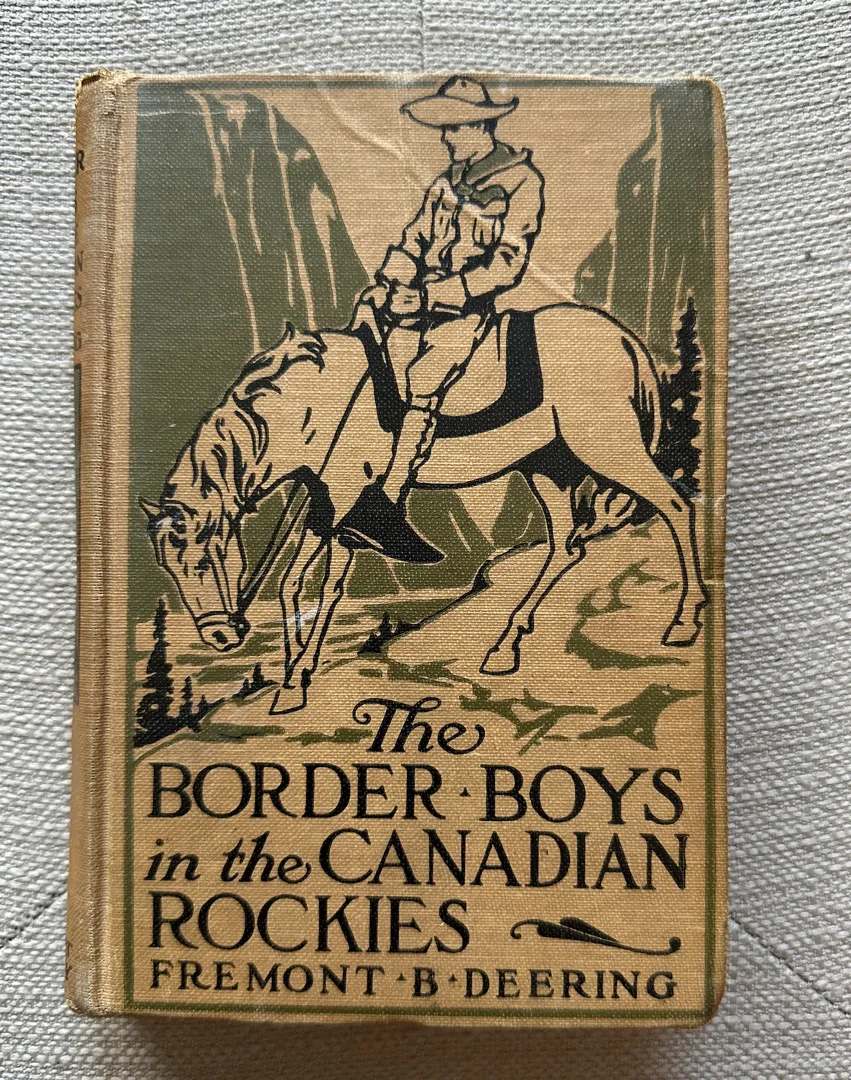 The
BORDER · BOYS
in the CANADIAN
ROCKIES
FREMONT · B · DEERING